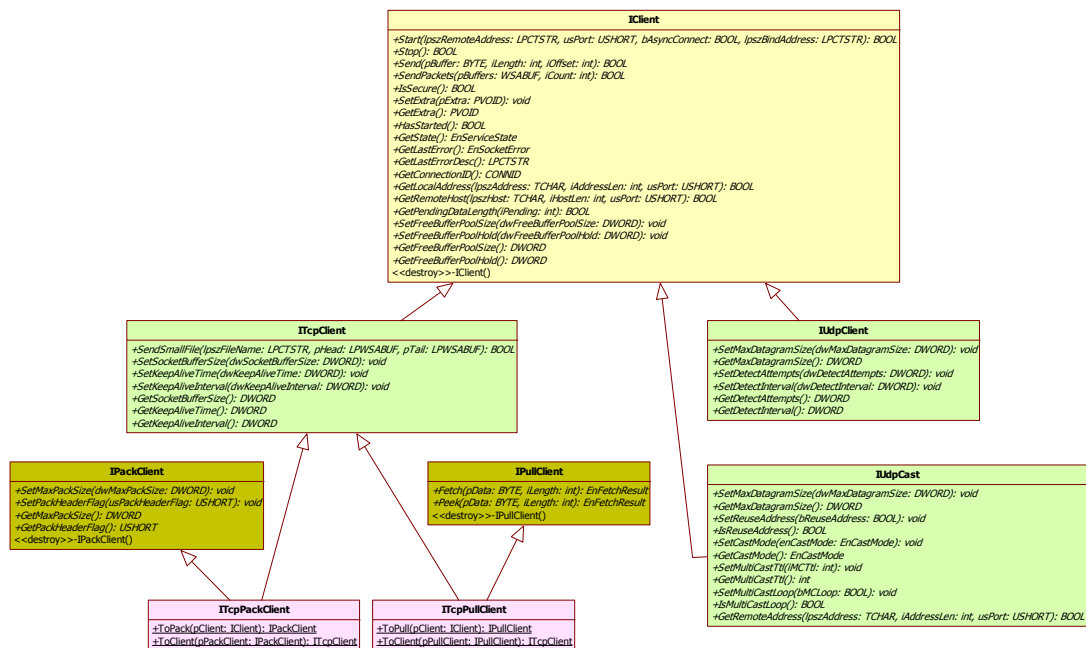 IClient
+Start(lpszRemoteAddress: LPCTSTR, usPort: USHORT, bAsyncConnect: BOOL, lpszBindAddress: LPCTSTR): BOOL
+Stop(): BOOL
+Send(pBuffer: BYTE, iLength: int, iOffset: int): BOOL
+SendPackets(pBuffers: WSABUF, iCount: int): BOOL
+IsSecure(): BOOL
+SetExtra(pExtra: PVOID): void
+GetExtra(): PVOID
+HasStarted(): BOOL
+GetState(): EnServiceState
+GetLastError(): EnSocketError
+GetLastErrorDesc(): LPCTSTR
+GetConnectionID(): CONNID
+GetLocalAddress(lpszAddress: TCHAR, iAddressLen: int, usPort: USHORT): BOOL
+GetRemoteHost(lpszHost: TCHAR, iHostLen: int, usPort: USHORT): BOOL
+GetPendingDataLength(iPending: int): BOOL
+SetFreeBufferPoolSize(dwFreeBufferPoolSize: DWORD): void
+SetFreeBufferPoolHold(dwFreeBufferPoolHold: DWORD): void
+GetFreeBufferPoolSize(): DWORD
+GetFreeBufferPoolHold(): DWORD
<<destroy>>-IClient()
ITcpClient
+SendSmallFile(lpszFileName: LPCTSTR, pHead: LPWSABUF, pTail: LPWSABUF): BOOL
+SetSocketBufferSize(dwSocketBufferSize: DWORD): void
+SetKeepAliveTime(dwKeepAliveTime: DWORD): void
+SetKeepAliveInterval(dwKeepAliveInterval: DWORD): void
+GetSocketBufferSize(): DWORD
+GetKeepAliveTime(): DWORD
+GetKeepAliveInterval(): DWORD
IUdpClient
+SetMaxDatagramSize(dwMaxDatagramSize: DWORD): void
+GetMaxDatagramSize(): DWORD
+SetDetectAttempts(dwDetectAttempts: DWORD): void
+SetDetectInterval(dwDetectInterval: DWORD): void
+GetDetectAttempts(): DWORD
+GetDetectInterval(): DWORD
IPackClient
+SetMaxPackSize(dwMaxPackSize: DWORD): void
+SetPackHeaderFlag(usPackHeaderFlag: USHORT): void
+GetMaxPackSize(): DWORD
+GetPackHeaderFlag(): USHORT
<<destroy>>-IPackClient()
IPullClient
+Fetch(pData: BYTE, iLength: int): EnFetchResult
+Peek(pData: BYTE, iLength: int): EnFetchResult
<<destroy>>-IPullClient()
IUdpCast
+SetMaxDatagramSize(dwMaxDatagramSize: DWORD): void
+GetMaxDatagramSize(): DWORD
+SetReuseAddress(bReuseAddress: BOOL): void
+IsReuseAddress(): BOOL
+SetCastMode(enCastMode: EnCastMode): void
+GetCastMode(): EnCastMode
+SetMultiCastTtl(iMCTtl: int): void
+GetMultiCastTtl(): int
+SetMultiCastLoop(bMCLoop: BOOL): void
+IsMultiCastLoop(): BOOL
+GetRemoteAddress(lpszAddress: TCHAR, iAddressLen: int, usPort: USHORT): BOOL
ITcpPackClient
+ToPack(pClient: IClient): IPackClient
+ToClient(pPackClient: IPackClient): ITcpClient
ITcpPullClient
+ToPull(pClient: IClient): IPullClient
+ToClient(pPullClient: IPullClient): ITcpClient